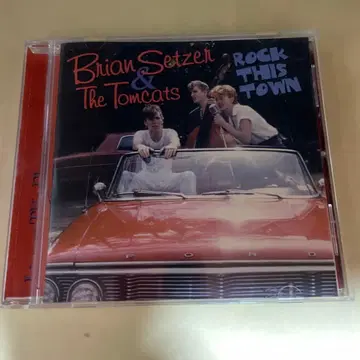 Brian Setzer
&
The Tomcats
ROCK
THIS
TOWN
FORD